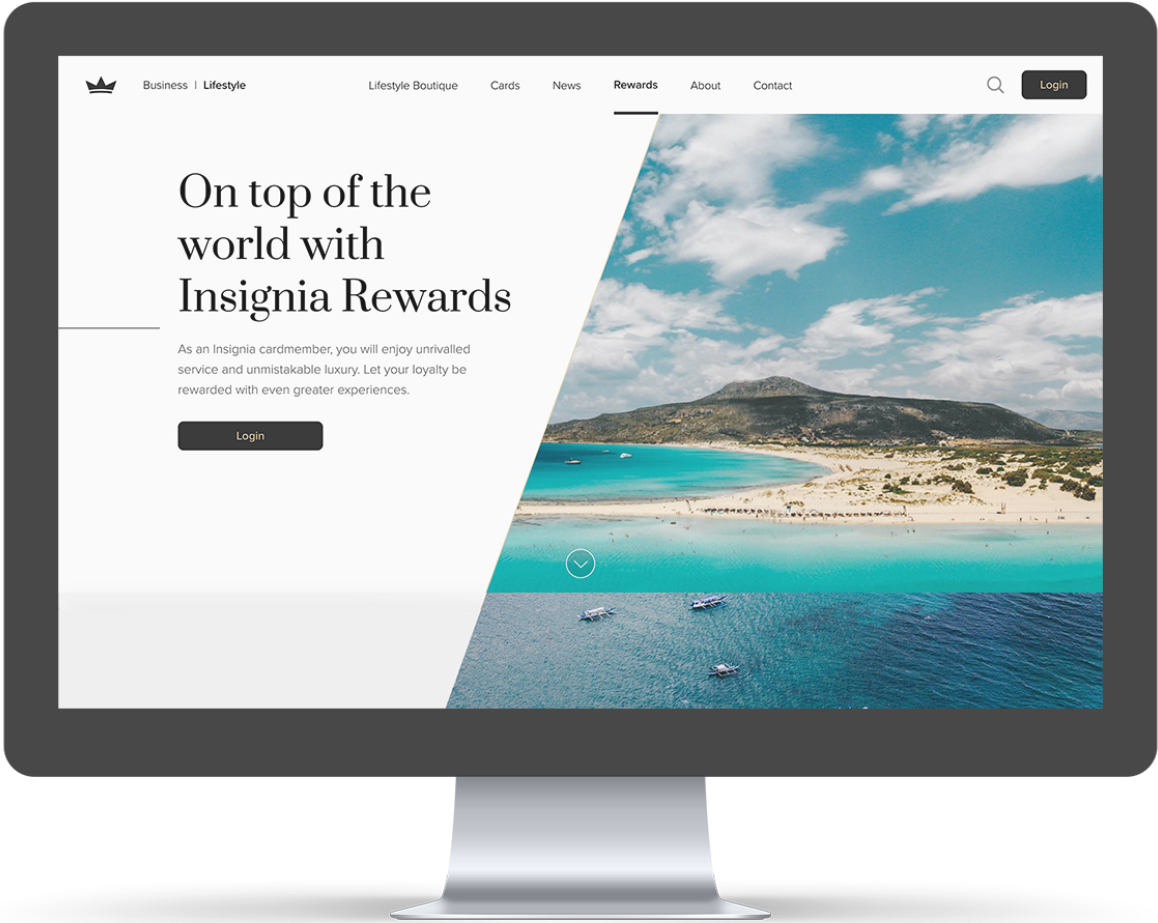 Business | Lifestyle
Lifestyle Boutique
Cards
News
Rewards
About
Contact
Login
On top of the
world with
Insignia Rewards
As an Insignia cardmember, you will enjoy unrivalled
service and unmistakable luxury. Let your loyalty be
rewarded with even greater experiences.
Login